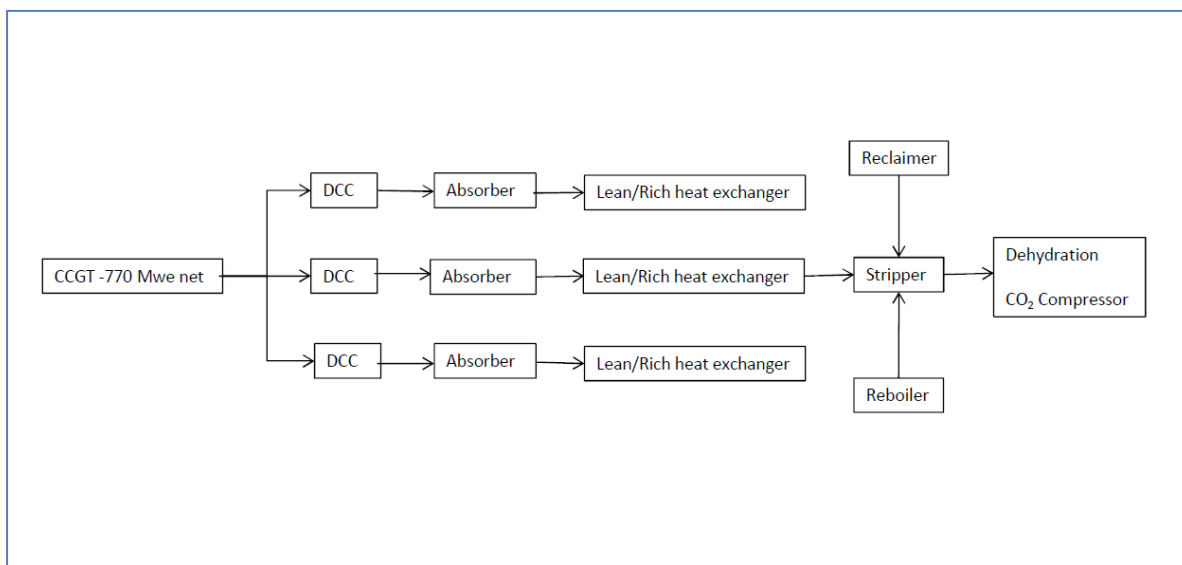 Reclaimer
DCC
Absorber
Lean/Rich heat exchanger
CCGT -770 Mwe net
DCC
Absorber
Lean/Rich heat exchanger
Stripper
Dehydration
CO₂ Compressor
DCC
Absorber
Lean/Rich heat exchanger
Reboiler